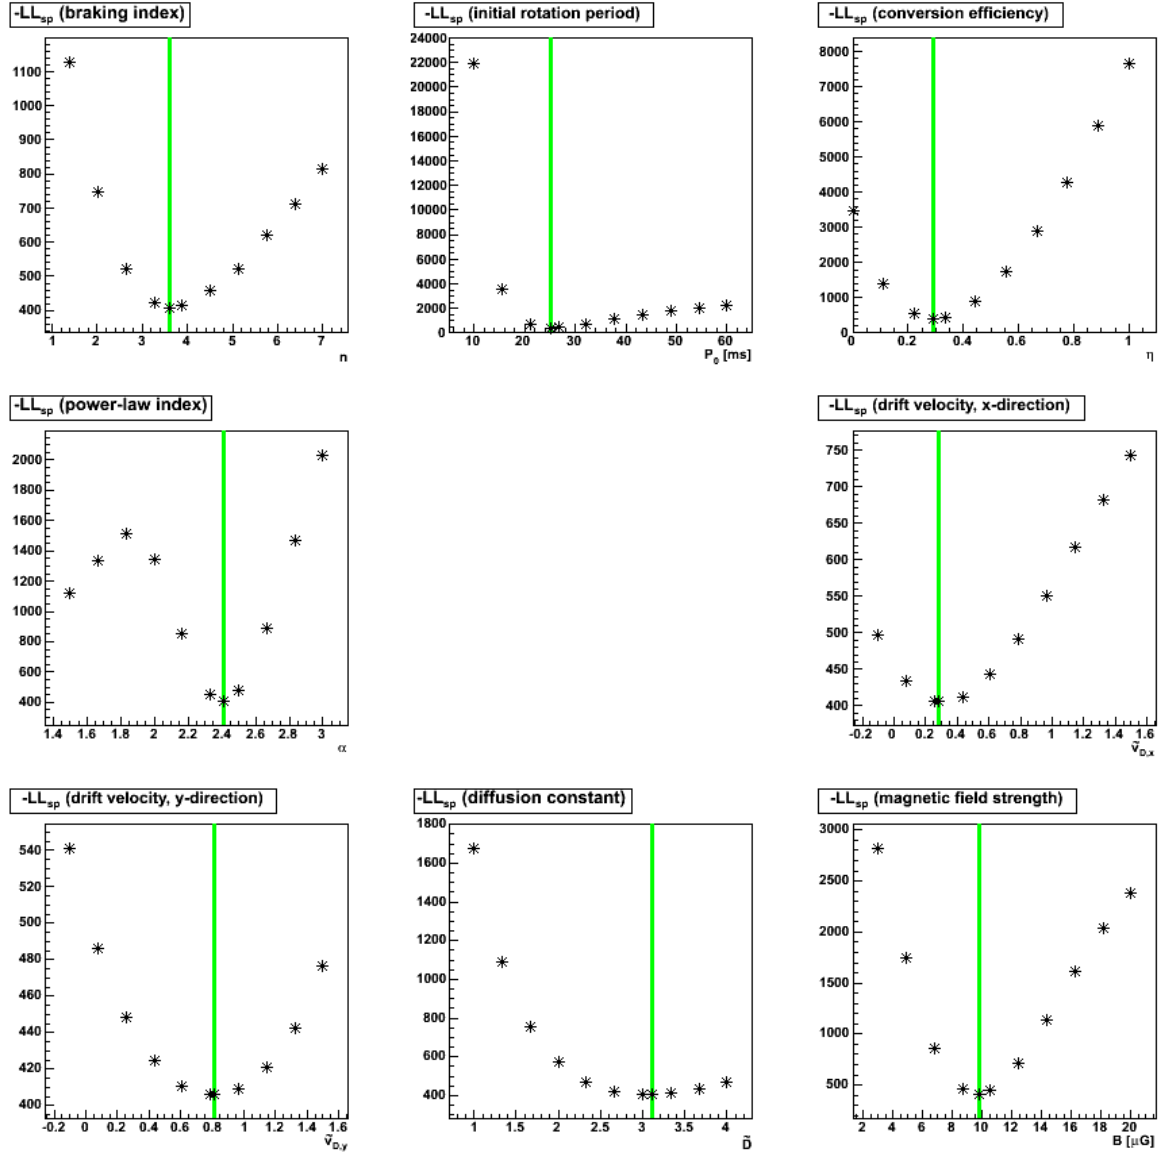 -LLsp (braking index)
1100
1000
900
800
700
600
500
400
1 2 3 4 5 6 7
n
-LLsp (initial rotation period)
24000
22000
20000
18000
16000
14000
12000
10000
8000
6000
4000
2000
0
10 20 30 40 50 60
P0 [ms]
-LLsp (conversion efficiency)
8000
7000
6000
5000
4000
3000
2000
1000
0
0 0.2 0.4 0.6 0.8 1
η
-LLsp (power-law index)
2000
1800
1600
1400
1200
1000
800
600
400
1.4 1.6 1.8 2 2.2 2.4 2.6 2.8 3
α
-LLsp (drift velocity, x-direction)
750
700
650
600
550
500
450
400
-0.2 0 0.2 0.4 0.6 0.8 1 1.2 1.4 1.6
ṽD,x
-LLsp (drift velocity, y-direction)
540
520
500
480
460
440
420
400
-0.2 0 0.2 0.4 0.6 0.8 1 1.2 1.4 1.6
ṽD,y
-LLsp (diffusion constant)
1800
1600
1400
1200
1000
800
600
400
1 1.5 2 2.5 3 3.5 4
D̃
-LLsp (magnetic field strength)
3000
2500
2000
1500
1000
500
2 4 6 8 10 12 14 16 18 20
B [μG]